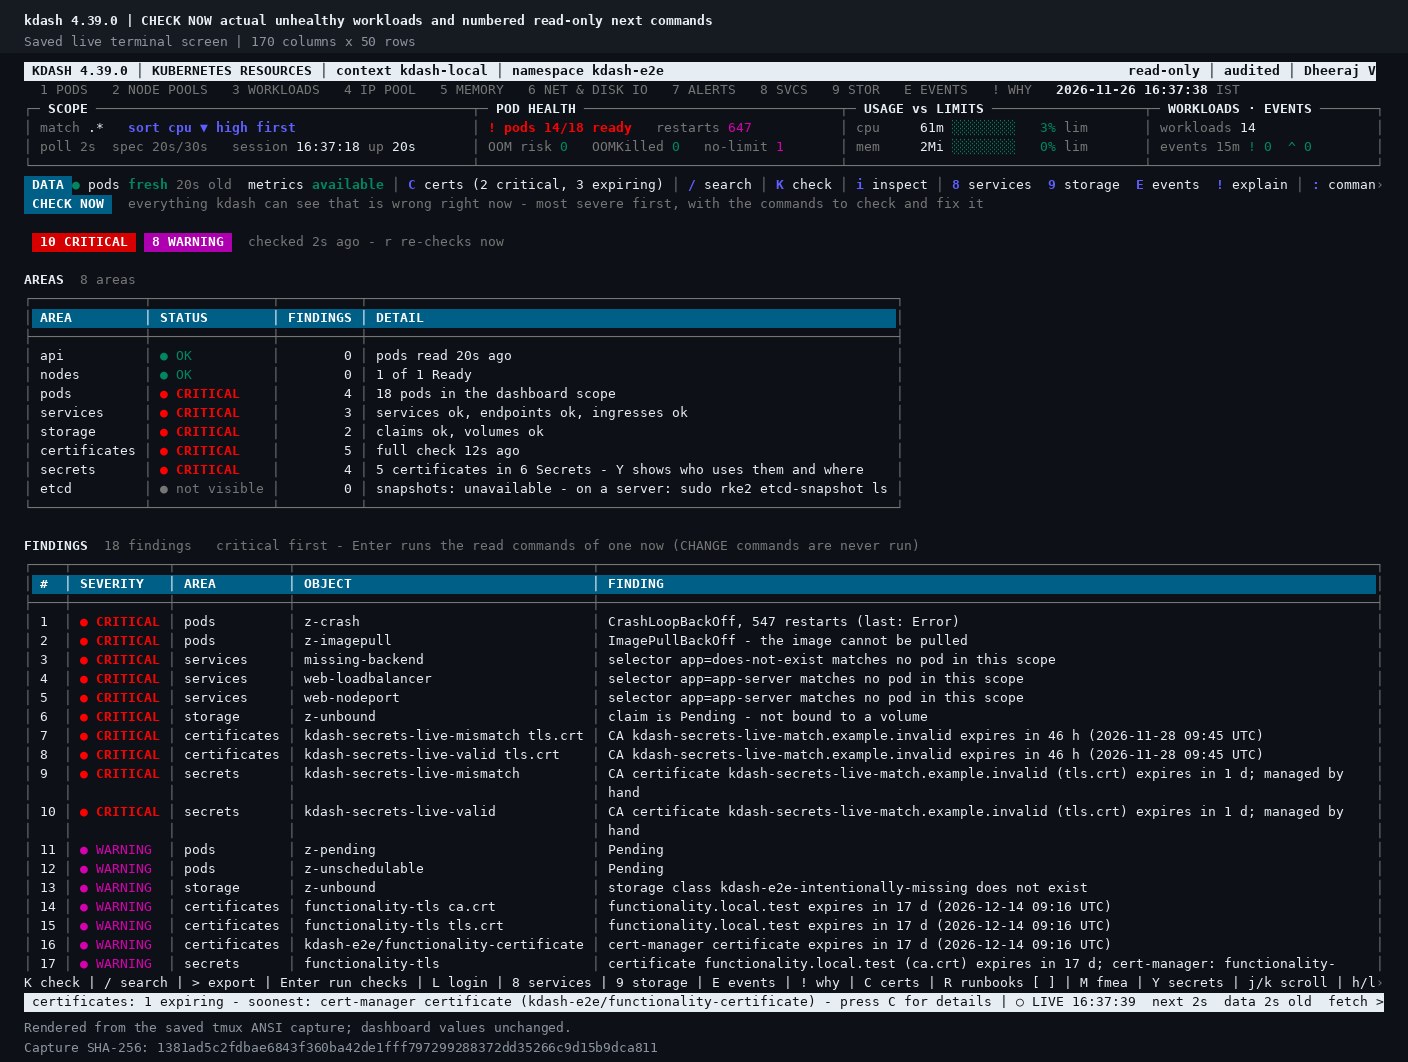 kdash 4.39.0 | CHECK NOW actual unhealthy workloads and numbered read-only next commands
Saved live terminal screen | 170 columns x 50 rows
KDASH 4.39.0 │ KUBERNETES RESOURCES │ context kdash-local │ namespace kdash-e2e read-only │ audited │ Dheeraj V
1 PODS 2 NODE POOLS 3 WORKLOADS 4 IP POOL 5 MEMORY 6 NET & DISK IO 7 ALERTS 8 SVCS 9 STOR E EVENTS ! WHY 2026-11-26 16:37:38 IST
SCOPE POD HEALTH USAGE vs LIMITS WORKLOADS · EVENTS
match .* sort cpu ▼ high first │ ! pods 14/18 ready restarts 647 │ cpu 61m ░░░░░░░░ 3% lim │ workloads 14
poll 2s spec 20s/30s session 16:37:18 up 20s │ OOM risk 0 OOMKilled 0 no-limit 1 │ mem 2Mi ░░░░░░░░ 0% lim │ events 15m ! 0 ^ 0
DATA ● pods fresh 20s old metrics available │ C certs (2 critical, 3 expiring) │ / search │ K check │ i inspect │ 8 services 9 storage E events ! explain │ : comman›
CHECK NOW everything kdash can see that is wrong right now - most severe first, with the commands to check and fix it
10 CRITICAL 8 WARNING checked 2s ago - r re-checks now
AREAS 8 areas
AREA │ STATUS │ FINDINGS │ DETAIL
api │ ● OK │ 0 │ pods read 20s ago
nodes │ ● OK │ 0 │ 1 of 1 Ready
pods │ ● CRITICAL │ 4 │ 18 pods in the dashboard scope
services │ ● CRITICAL │ 3 │ services ok, endpoints ok, ingresses ok
storage │ ● CRITICAL │ 2 │ claims ok, volumes ok
certificates │ ● CRITICAL │ 5 │ full check 12s ago
secrets │ ● CRITICAL │ 4 │ 5 certificates in 6 Secrets - Y shows who uses them and where
etcd │ ● not visible │ 0 │ snapshots: unavailable - on a server: sudo rke2 etcd-snapshot ls
FINDINGS 18 findings critical first - Enter runs the read commands of one now (CHANGE commands are never run)
# │ SEVERITY │ AREA │ OBJECT │ FINDING
1 │ ● CRITICAL │ pods │ z-crash │ CrashLoopBackOff, 547 restarts (last: Error)
2 │ ● CRITICAL │ pods │ z-imagepull │ ImagePullBackOff - the image cannot be pulled
3 │ ● CRITICAL │ services │ missing-backend │ selector app=does-not-exist matches no pod in this scope
4 │ ● CRITICAL │ services │ web-loadbalancer │ selector app=app-server matches no pod in this scope
5 │ ● CRITICAL │ services │ web-nodeport │ selector app=app-server matches no pod in this scope
6 │ ● CRITICAL │ storage │ z-unbound │ claim is Pending - not bound to a volume
7 │ ● CRITICAL │ certificates │ kdash-secrets-live-mismatch tls.crt │ CA kdash-secrets-live-match.example.invalid expires in 46 h (2026-11-28 09:45 UTC)
8 │ ● CRITICAL │ certificates │ kdash-secrets-live-valid tls.crt │ CA kdash-secrets-live-match.example.invalid expires in 46 h (2026-11-28 09:45 UTC)
9 │ ● CRITICAL │ secrets │ kdash-secrets-live-mismatch │ CA certificate kdash-secrets-live-match.example.invalid (tls.crt) expires in 1 d; managed by
hand
10 │ ● CRITICAL │ secrets │ kdash-secrets-live-valid │ CA certificate kdash-secrets-live-match.example.invalid (tls.crt) expires in 1 d; managed by
hand
11 │ ● WARNING │ pods │ z-pending │ Pending
12 │ ● WARNING │ pods │ z-unschedulable │ Pending
13 │ ● WARNING │ storage │ z-unbound │ storage class kdash-e2e-intentionally-missing does not exist
14 │ ● WARNING │ certificates │ functionality-tls ca.crt │ functionality.local.test expires in 17 d (2026-12-14 09:16 UTC)
15 │ ● WARNING │ certificates │ functionality-tls tls.crt │ functionality.local.test expires in 17 d (2026-12-14 09:16 UTC)
16 │ ● WARNING │ certificates │ kdash-e2e/functionality-certificate │ cert-manager certificate expires in 17 d (2026-12-14 09:16 UTC)
17 │ ● WARNING │ secrets │ functionality-tls │ certificate functionality.local.test (ca.crt) expires in 17 d; cert-manager: functionality-
K check | / search | > export | Enter run checks | L login | 8 services | 9 storage | E events | ! why | C certs | R runbooks [ ] | M fmea | Y secrets | j/k scroll | h/l›
certificates: 1 expiring - soonest: cert-manager certificate (kdash-e2e/functionality-certificate) - press C for details | ○ LIVE 16:37:39 next 2s data 2s old fetch >
Rendered from the saved tmux ANSI capture; dashboard values unchanged.
Capture SHA-256: 1381ad5c2fdbae6843f360ba42de1fff797299288372dd35266c9d15b9dca811